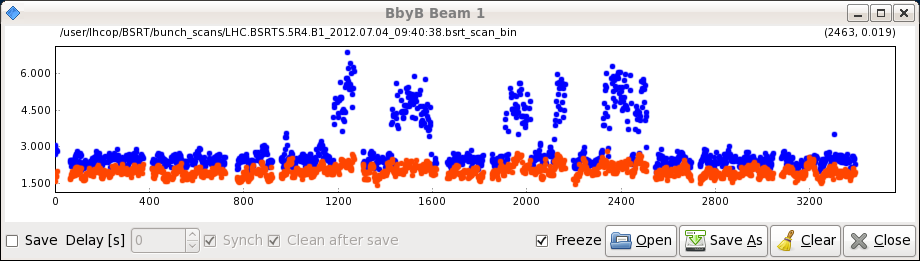 BbyB Beam 1
/user/lhcop/BSRT/bunch_scans/LHC.BSRTS.5R4.B1_2012.07.04_09:40:38.bsrt_scan_bin (2463, 0.019)
6.000
4.500
3.000
1.500
0 400 800 1200 1600 2000 2400 2800 3200
Save Delay [s] 0 Synch Clean after save Freeze Open Save As Clear Close